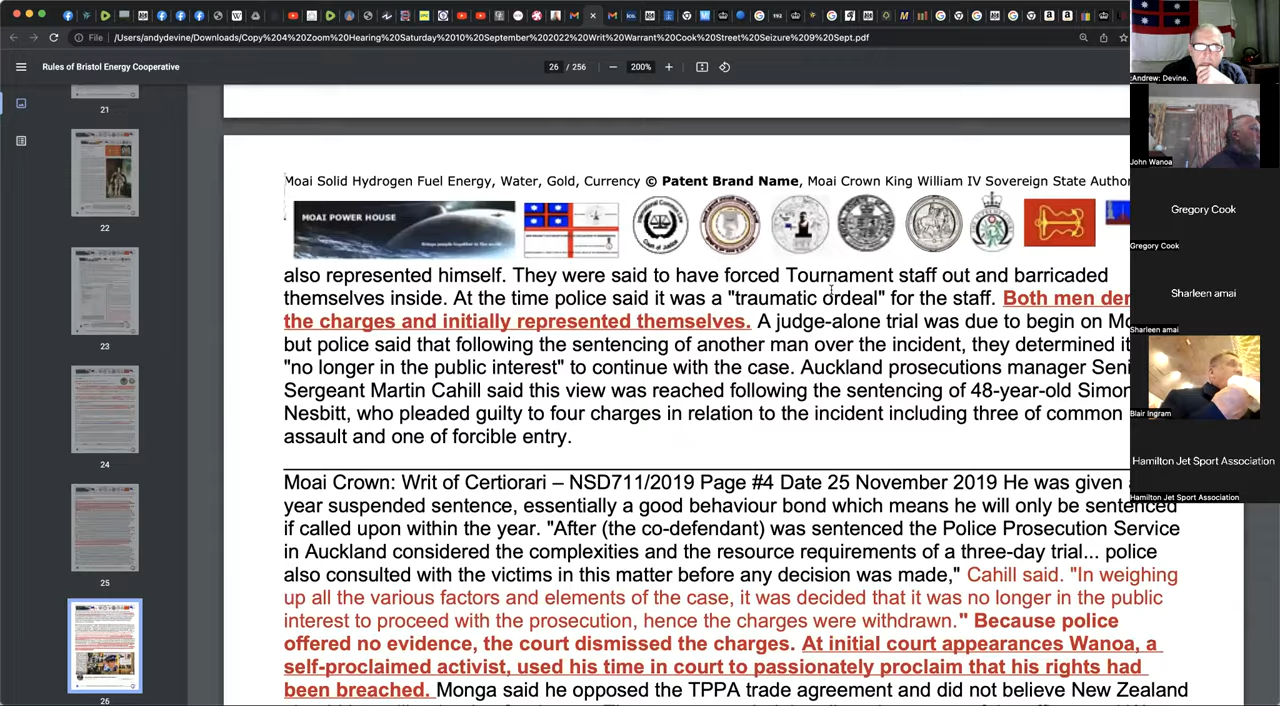 File
/Users/andydevine/Downloads/Copy%204%20Zoom%20Hearing%20Saturday%2010%20September%202022%20Writ%20Warrant%20Cook%20Street%20Seizure%209%20Sept.pdf
Rules of Bristol Energy Cooperative
26 / 256
200%
21
22
23
24
25
26
Moai Solid Hydrogen Fuel Energy, Water, Gold, Currency © Patent Brand Name, Moai Crown King William IV Sovereign State Author
MOAI POWER HOUSE
also represented himself. They were said to have forced Tournament staff out and barricaded
themselves inside. At the time police said it was a "traumatic ordeal" for the staff. Both men den
the charges and initially represented themselves. A judge-alone trial was due to begin on Mo
but police said that following the sentencing of another man over the incident, they determined it
"no longer in the public interest" to continue with the case. Auckland prosecutions manager Seni
Sergeant Martin Cahill said this view was reached following the sentencing of 48-year-old Simon
Nesbitt, who pleaded guilty to four charges in relation to the incident including three of common
assault and one of forcible entry.
Moai Crown: Writ of Certiorari – NSD711/2019 Page #4 Date 25 November 2019 He was given
year suspended sentence, essentially a good behaviour bond which means he will only be sentenced
if called upon within the year. "After (the co-defendant) was sentenced the Police Prosecution Service
in Auckland considered the complexities and the resource requirements of a three-day trial... police
also consulted with the victims in this matter before any decision was made," Cahill said. "In weighing
up all the various factors and elements of the case, it was decided that it was no longer in the public
interest to proceed with the prosecution, hence the charges were withdrawn." Because police
offered no evidence, the court dismissed the charges. At initial court appearances Wanoa, a
self-proclaimed activist, used his time in court to passionately proclaim that his rights had
been breached. Monga said he opposed the TPPA trade agreement and did not believe New Zealand
Andrew: Devine.
John Wanoa
Gregory Cook
Gregory Cook
Sharleen amai
Sharleen amai
Blair Ingram
Hamilton Jet Sport Association
Hamilton Jet Sport Association